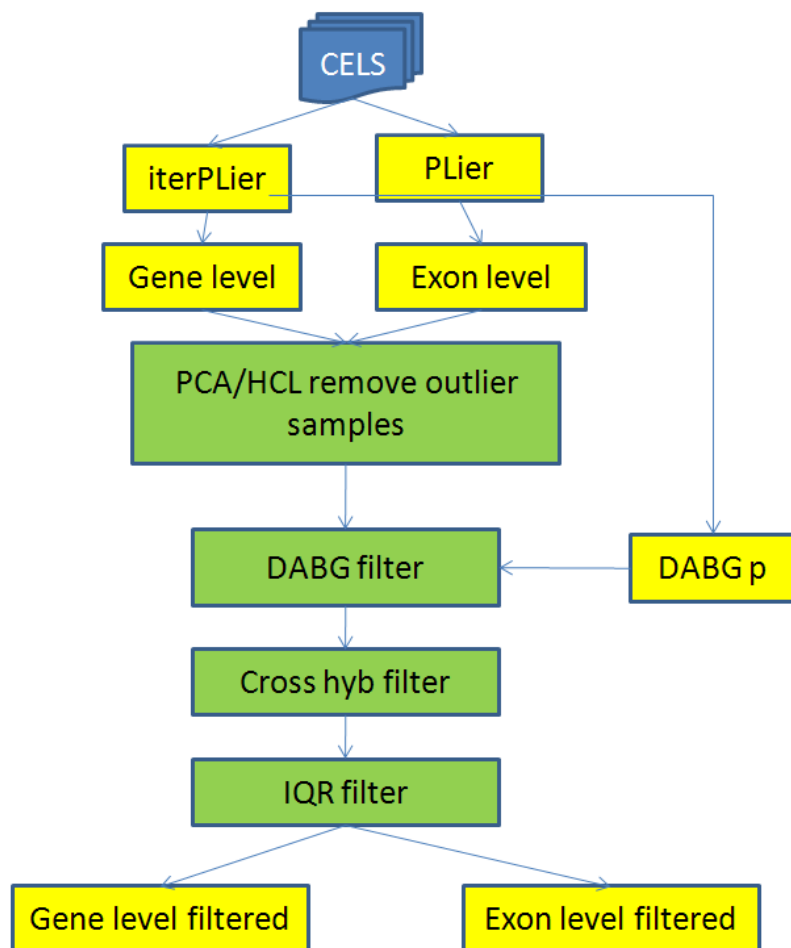 CELS
iterPLier
PLier
Gene level
Exon level
PCA/HCL remove outlier
samples
DABG filter
DABG p
Cross hyb filter
IQR filter
Gene level filtered
Exon level filtered